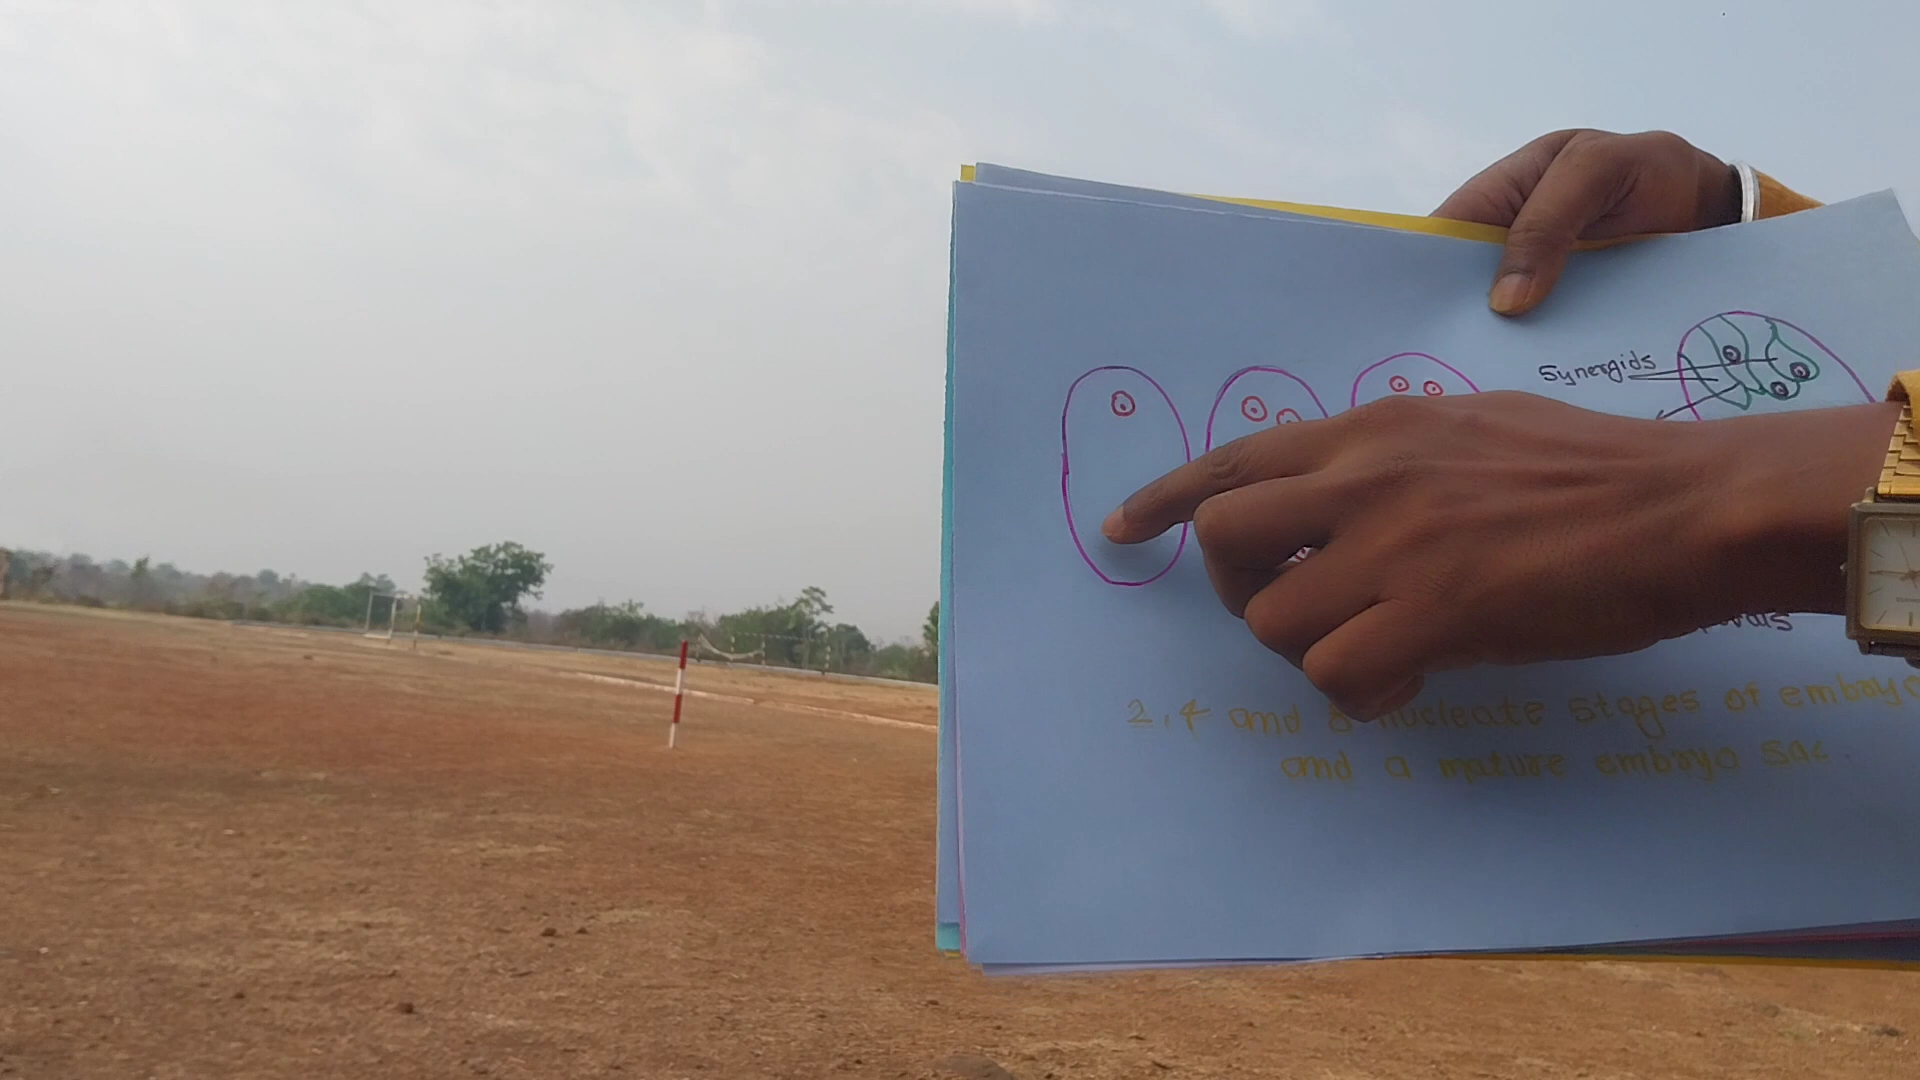 Synergids
2, 4 and 8 nucleate stages of embryo
and a mature embryo sac.